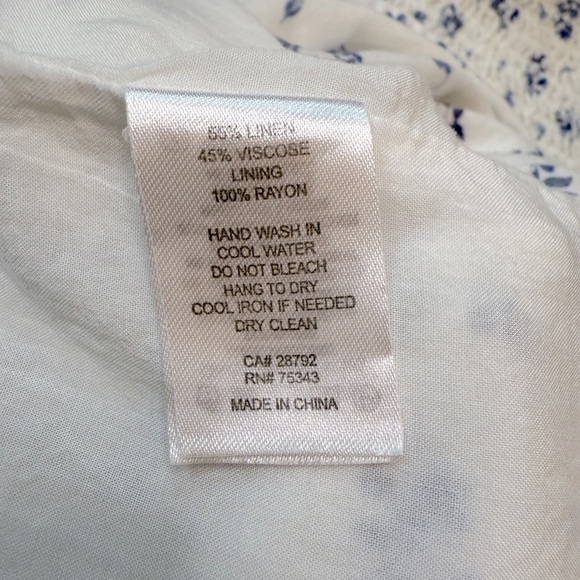 55% LINEN
45% VISCOSE
LINING
100% RAYON
HAND WASH IN
COOL WATER
DO NOT BLEACH
HANG TO DRY
COOL IRON IF NEEDED
DRY CLEAN
CA# 28792
RN# 75343
MADE IN CHINA